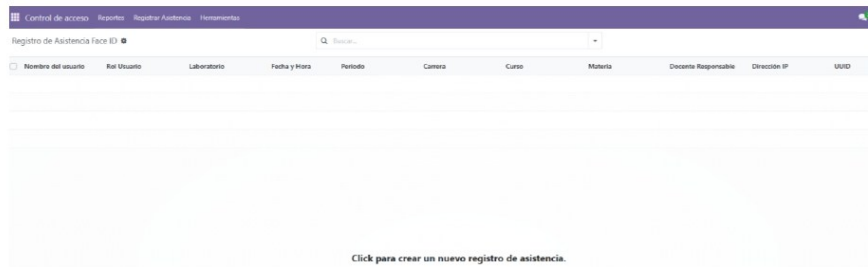 Control de acceso Reportes Registrar Asistencia Herramientas
Registro de Asistencia Face ID
Buscar...
Nombre del usuario Rol Usuario Laboratorio Fecha y Hora Periodo Carrera Curso Materia Docente Responsable Dirección IP UUID
Click para crear un nuevo registro de asistencia.